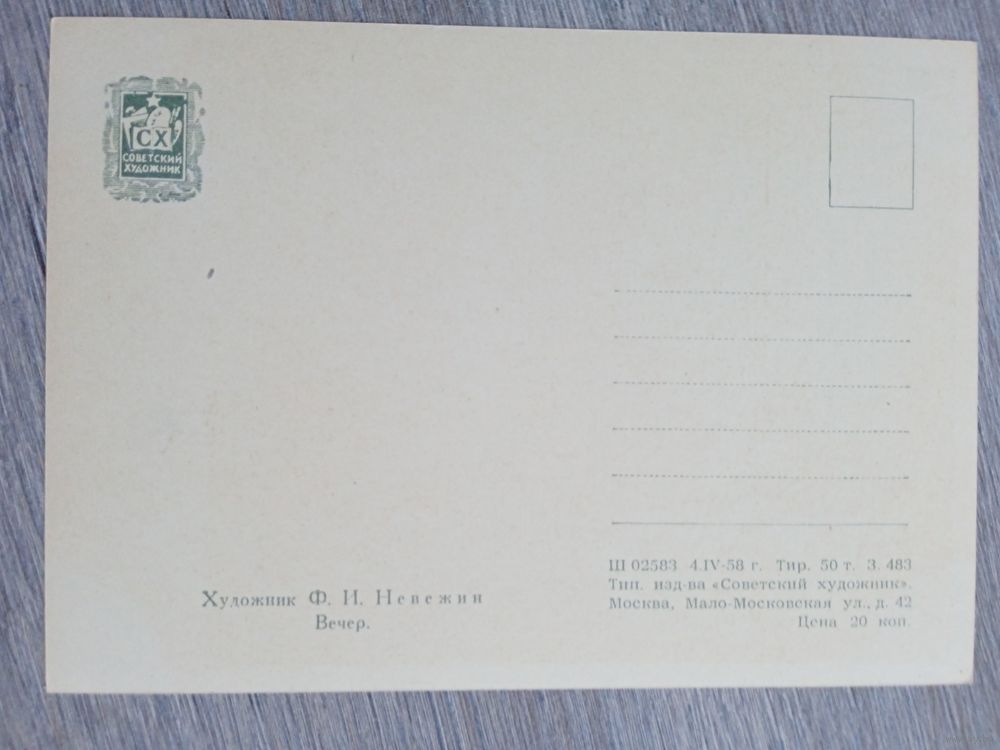 СХ
СОВЕТСКИЙ
ХУДОЖНИК
Художник Ф. И. Невежин
Вечер.
Ш 02583 4.IV-58 г. Тир. 50 т. З. 483
Тип. изд-ва «Советский художник».
Москва, Мало-Московская ул., д. 42
Цена 20 коп.